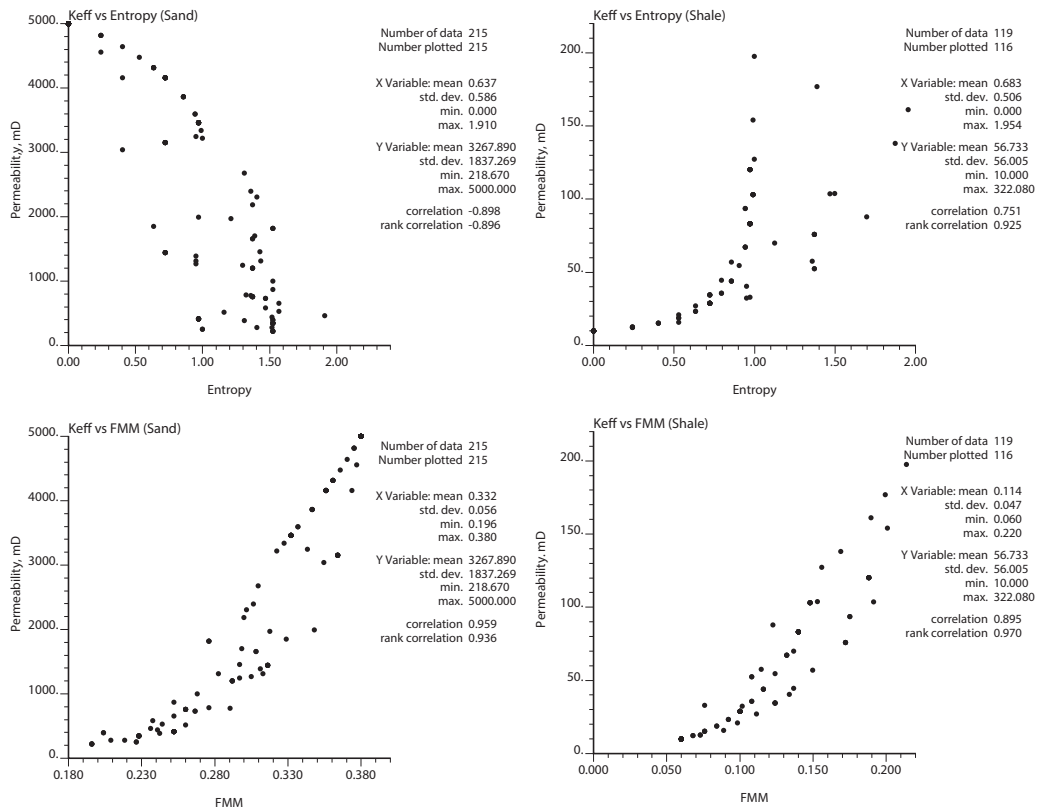 Keff vs Entropy (Sand)
Number of data 215
Number plotted 215
X Variable: mean 0.637
std. dev. 0.586
min. 0.000
max. 1.910
Y Variable: mean 3267.890
std. dev. 1837.269
min. 218.670
max. 5000.000
correlation -0.898
rank correlation -0.896
Permeability, mD
5000.
4000.
3000.
2000.
1000.
0.
0.00 0.50 1.00 1.50 2.00
Entropy
Keff vs Entropy (Shale)
Number of data 119
Number plotted 116
X Variable: mean 0.683
std. dev. 0.506
min. 0.000
max. 1.954
Y Variable: mean 56.733
std. dev. 56.005
min. 10.000
max. 322.080
correlation 0.751
rank correlation 0.925
Permeability, mD
200.
150.
100.
50.
0.
0.00 0.50 1.00 1.50 2.00
Entropy
Keff vs FMM (Sand)
Number of data 215
Number plotted 215
X Variable: mean 0.332
std. dev. 0.056
min. 0.196
max. 0.380
Y Variable: mean 3267.890
std. dev. 1837.269
min. 218.670
max. 5000.000
correlation 0.959
rank correlation 0.936
Permeability, mD
5000.
4000.
3000.
2000.
1000.
0.
0.180 0.230 0.280 0.330 0.380
FMM
Keff vs FMM (Shale)
Number of data 119
Number plotted 116
X Variable: mean 0.114
std. dev. 0.047
min. 0.060
max. 0.220
Y Variable: mean 56.733
std. dev. 56.005
min. 10.000
max. 322.080
correlation 0.895
rank correlation 0.970
Permeability, mD
200.
150.
100.
50.
0.
0.000 0.050 0.100 0.150 0.200
FMM